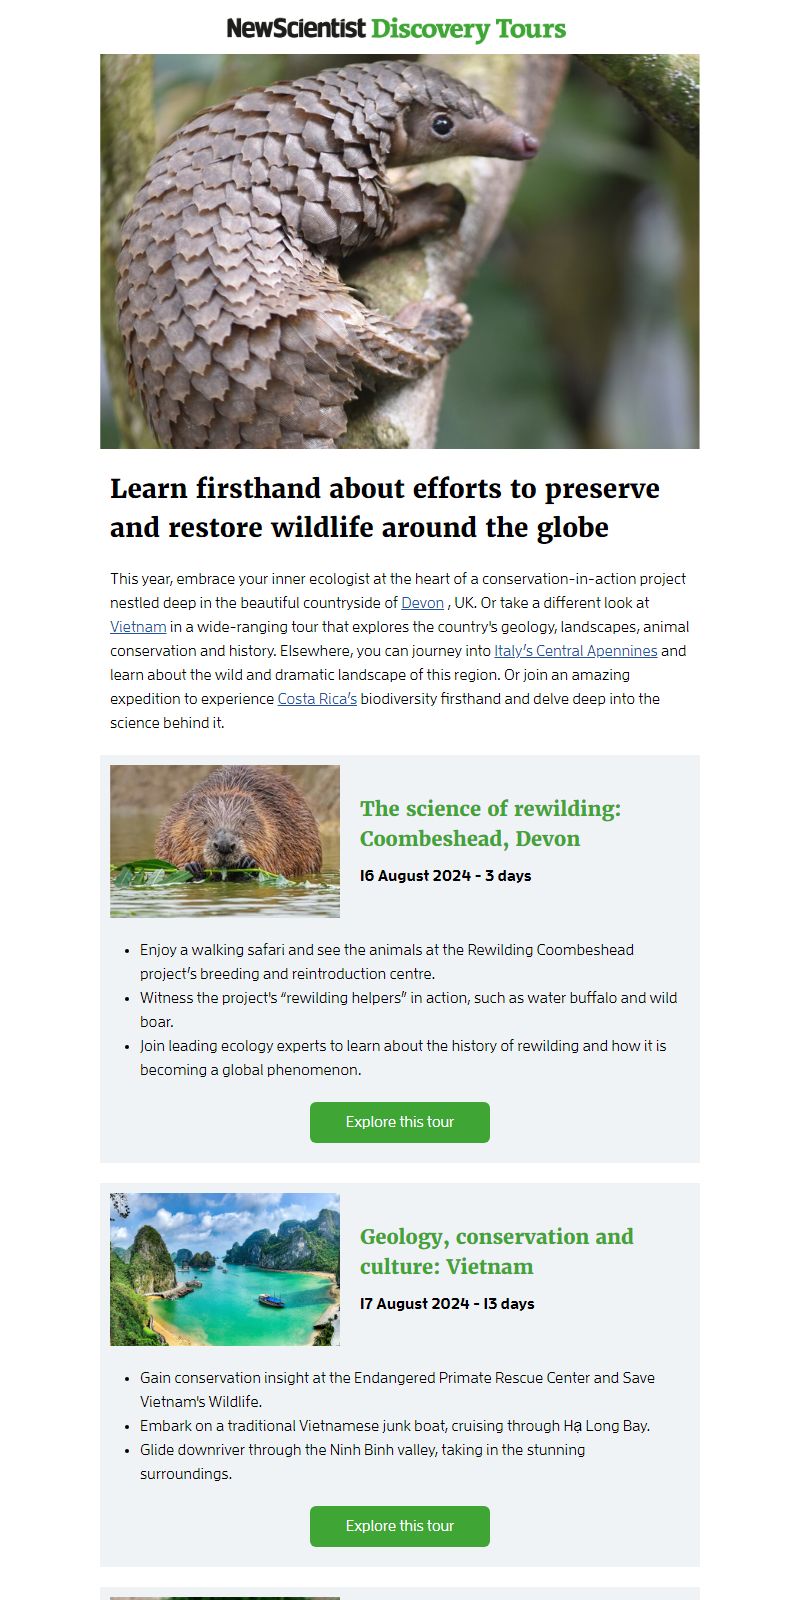 NewScientist Discovery Tours
Learn firsthand about efforts to preserve
and restore wildlife around the globe
This year, embrace your inner ecologist at the heart of a conservation-in-action project
nestled deep in the beautiful countryside of Devon , UK. Or take a different look at
Vietnam in a wide-ranging tour that explores the country's geology, landscapes, animal
conservation and history. Elsewhere, you can journey into Italy’s Central Apennines and
learn about the wild and dramatic landscape of this region. Or join an amazing
expedition to experience Costa Rica’s biodiversity firsthand and delve deep into the
science behind it.
The science of rewilding:
Coombeshead, Devon
16 August 2024 - 3 days
• Enjoy a walking safari and see the animals at the Rewilding Coombeshead
project’s breeding and reintroduction centre.
• Witness the project's “rewilding helpers” in action, such as water buffalo and wild
boar.
• Join leading ecology experts to learn about the history of rewilding and how it is
becoming a global phenomenon.
Explore this tour
Geology, conservation and
culture: Vietnam
17 August 2024 - 13 days
• Gain conservation insight at the Endangered Primate Rescue Center and Save
Vietnam's Wildlife.
• Embark on a traditional Vietnamese junk boat, cruising through Hạ Long Bay.
• Glide downriver through the Ninh Binh valley, taking in the stunning
surroundings.
Explore this tour